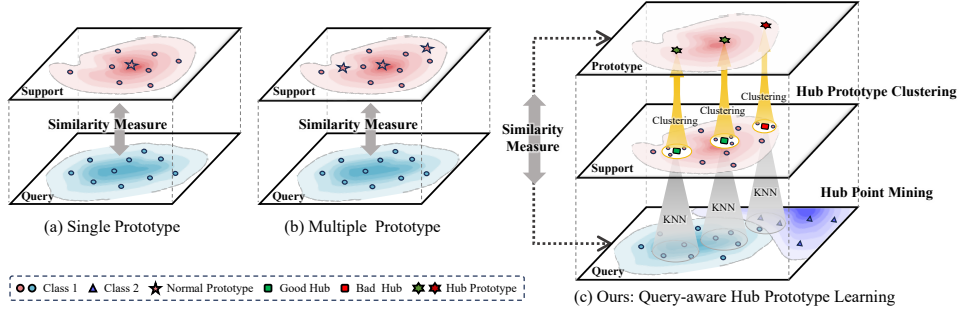 Support
Similarity Measure
Query
(a) Single Prototype
Support
Similarity Measure
Query
(b) Multiple Prototype
Prototype
Hub Prototype Clustering
Clustering
Clustering
Clustering
Similarity
Measure
Support
Hub Point Mining
KNN
KNN
KNN
Query
(c) Ours: Query-aware Hub Prototype Learning
Class 1 Class 2 Normal Prototype Good Hub Bad Hub Hub Prototype